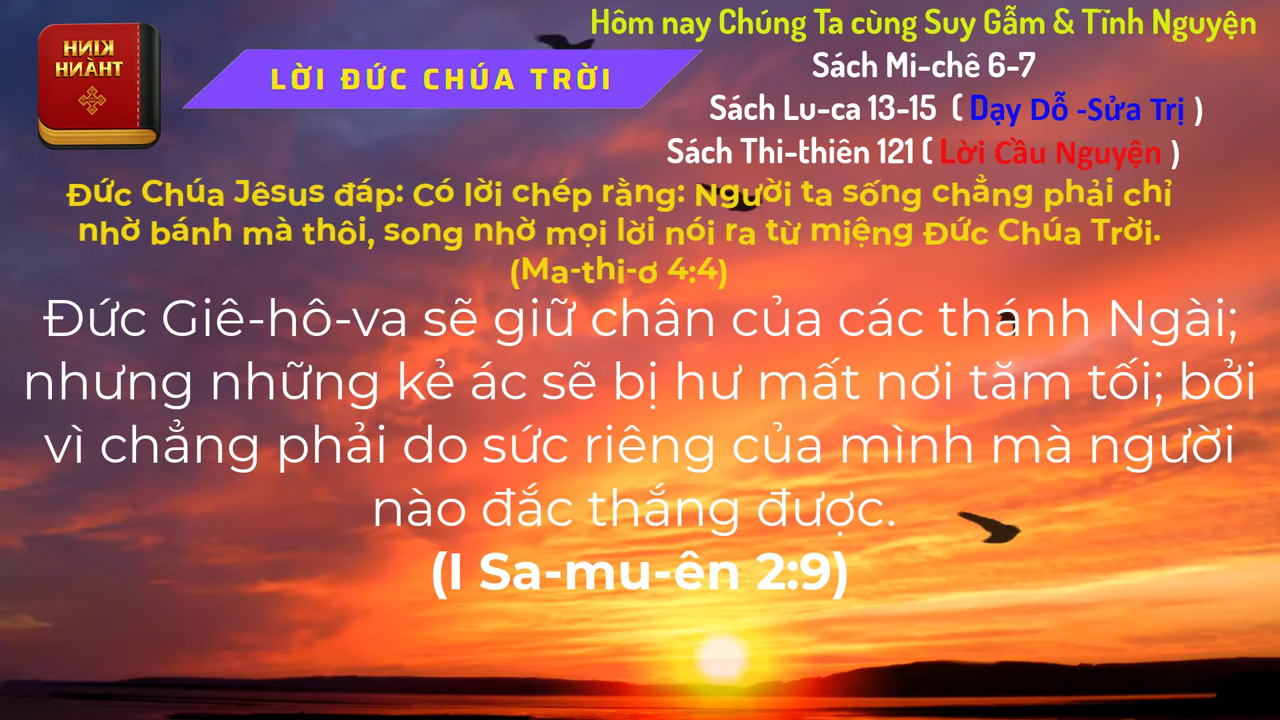 KINH
THÁNH
LỜI ĐỨC CHÚA TRỜI
Hôm nay Chúng Ta cùng Suy Gẫm & Tĩnh Nguyện
Sách Mi-chê 6-7
Sách Lu-ca 13-15 ( Dạy Dỗ -Sửa Trị )
Sách Thi-thiên 121 ( Lời Cầu Nguyện )
Đức Chúa Jêsus đáp: Có lời chép rằng: Người ta sống chẳng phải chỉ
nhờ bánh mà thôi, song nhờ mọi lời nói ra từ miệng Đức Chúa Trời.
(Ma-thi-ơ 4:4)
Đức Giê-hô-va sẽ giữ chân của các thánh Ngài;
nhưng những kẻ ác sẽ bị hư mất nơi tăm tối; bởi
vì chẳng phải do sức riêng của mình mà người
nào đắc thắng được.
(I Sa-mu-ên 2:9)